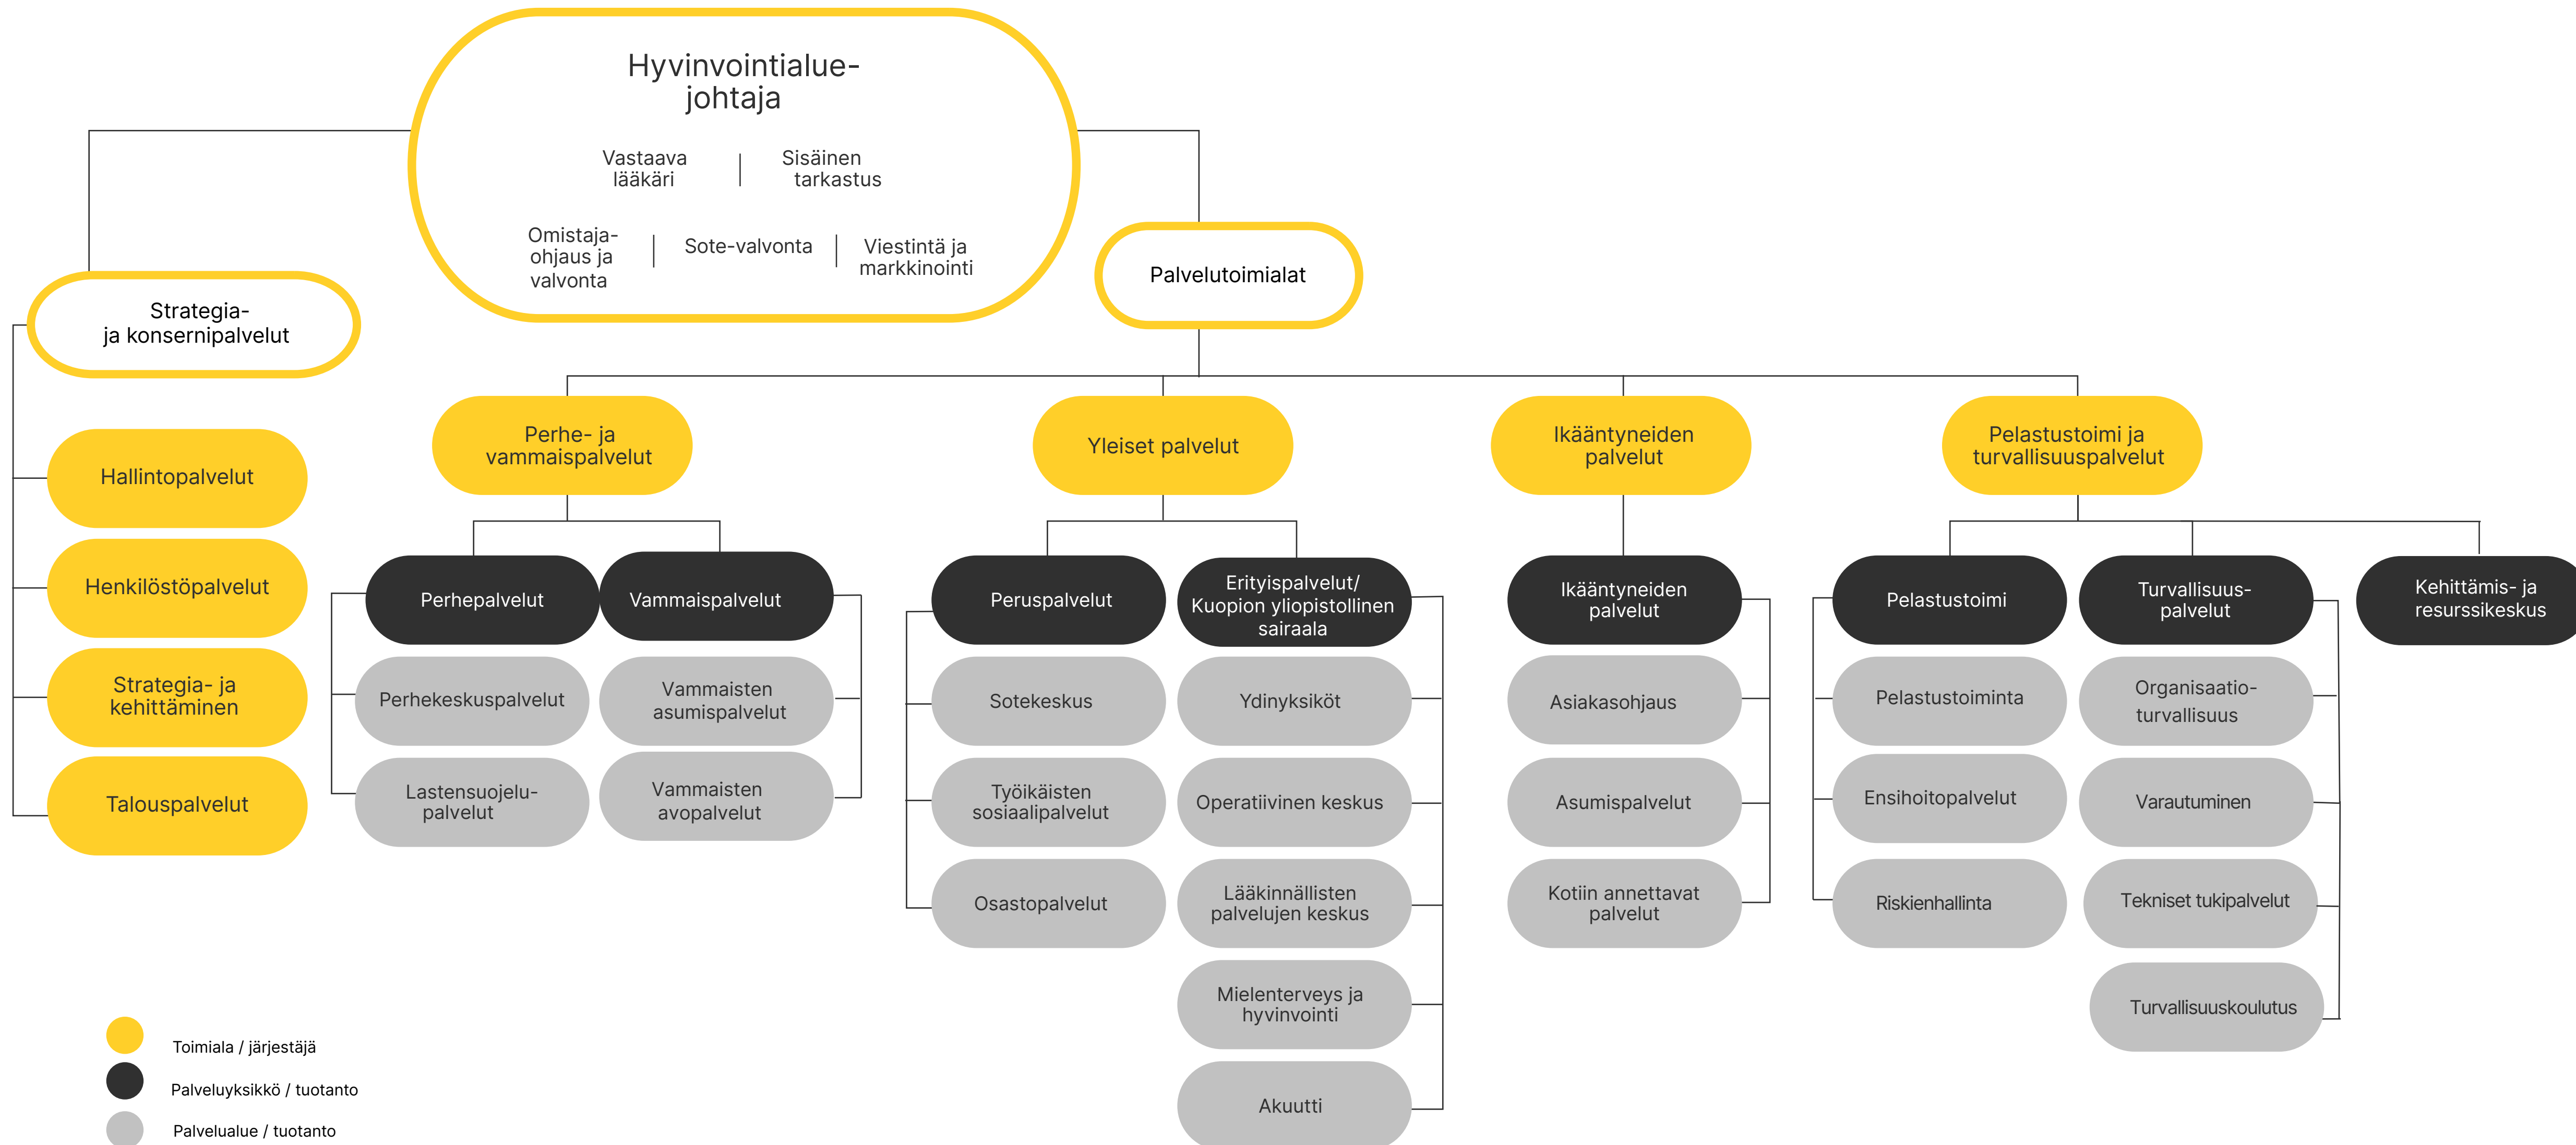 Hyvinvointialue-
johtaja
Vastaava
lääkäri
Sisäinen
tarkastus
Omistaja-
ohjaus ja
valvonta
Sote-valvonta
Viestintä ja
markkinointi
Strategia-
ja konsernipalvelut
Hallintopalvelut
Henkilöstöpalvelut
Strategia- ja
kehittäminen
Talouspalvelut
Palvelutoimialat
Perhe- ja
vammaispalvelut
Perhepalvelut
Perhekeskuspalvelut
Lastensuojelu-
palvelut
Vammaispalvelut
Vammaisten
asumispalvelut
Vammaisten
avopalvelut
Yleiset palvelut
Peruspalvelut
Sotekeskus
Työikäisten
sosiaalipalvelut
Osastopalvelut
Erityispalvelut/
Kuopion yliopistollinen
sairaala
Ydinyksiköt
Operatiivinen keskus
Lääkinnällisten
palvelujen keskus
Mielenterveys ja
hyvinvointi
Akuutti
Ikääntyneiden
palvelut
Ikääntyneiden
palvelut
Asiakasohjaus
Asumispalvelut
Kotiin annettavat
palvelut
Pelastustoimi ja
turvallisuuspalvelut
Pelastustoimi
Pelastustoiminta
Ensihoitopalvelut
Riskienhallinta
Turvallisuus-
palvelut
Organisaatio-
turvallisuus
Varautuminen
Tekniset tukipalvelut
Turvallisuuskoulutus
Kehittämis- ja
resurssikeskus
Toimiala / järjestäjä
Palveluyksikkö / tuotanto
Palvelualue / tuotanto